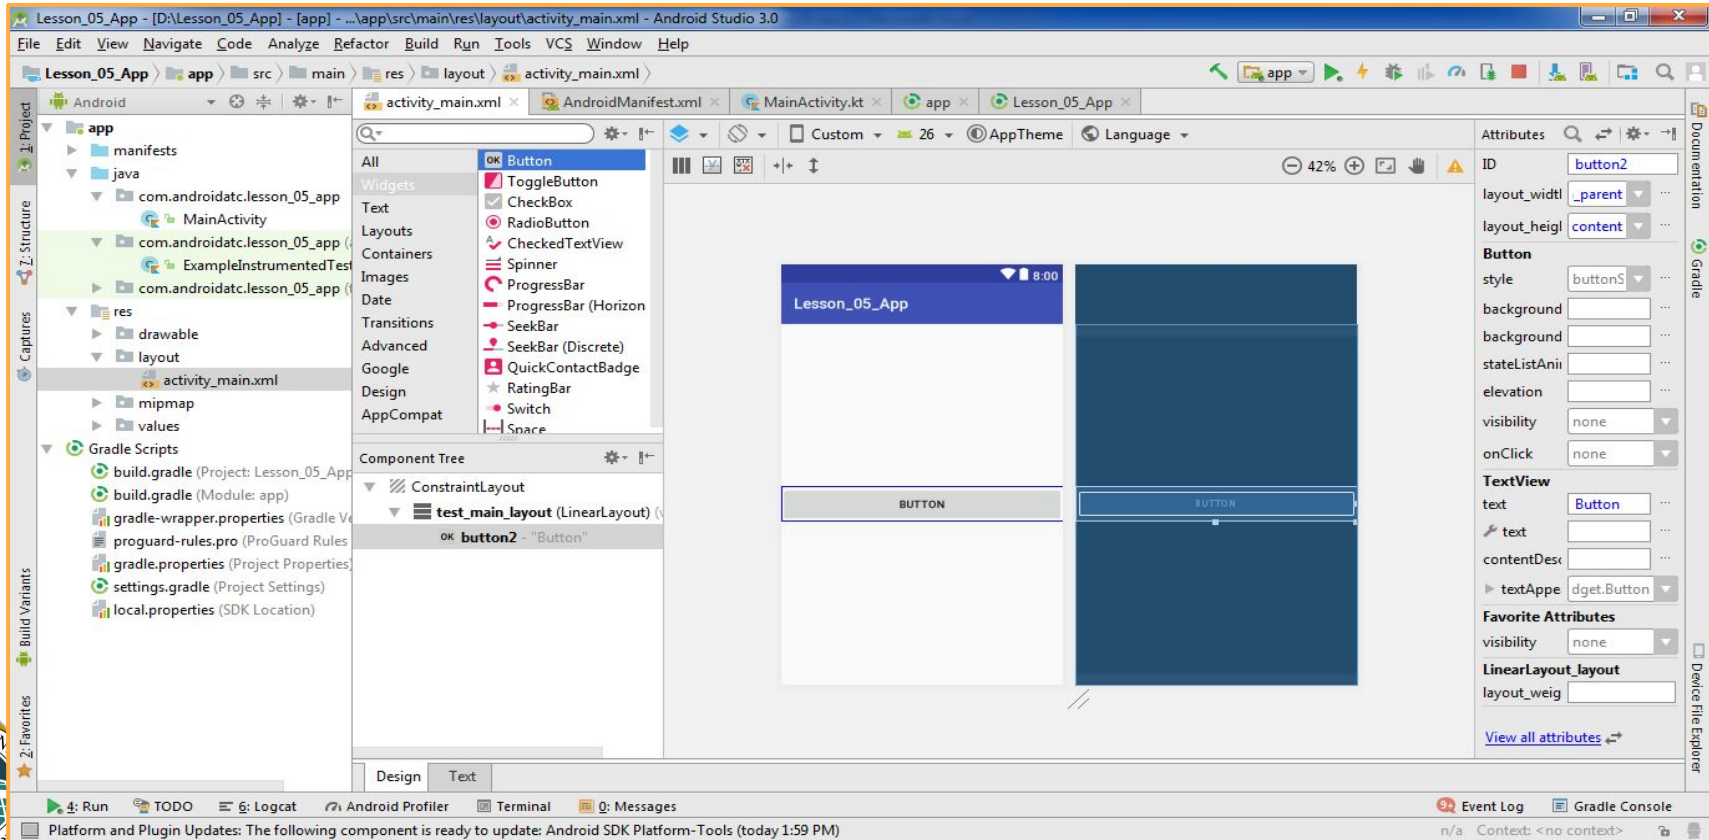 Lesson_05_App - [D:\Lesson_05_App] - [app] - ...\app\src\main\res\layout\activity_main.xml - Android Studio 3.0
File Edit View Navigate Code Analyze Refactor Build Run Tools VCS Window Help
Lesson_05_App app src main res layout activity_main.xml
app
1: Project
7: Structure
Captures
Build Variants
2: Favorites
Android
app
manifests
java
com.androidatc.lesson_05_app
MainActivity
com.androidatc.lesson_05_app
ExampleInstrumentedTest
com.androidatc.lesson_05_app
res
drawable
layout
activity_main.xml
mipmap
values
Gradle Scripts
build.gradle (Project: Lesson_05_App
build.gradle (Module: app)
gradle-wrapper.properties (Gradle Ve
proguard-rules.pro (ProGuard Rules
gradle.properties (Project Properties)
settings.gradle (Project Settings)
local.properties (SDK Location)
activity_main.xml AndroidManifest.xml MainActivity.kt app Lesson_05_App
All
Widgets
Text
Layouts
Containers
Images
Date
Transitions
Advanced
Google
Design
AppCompat
OK Button
ToggleButton
CheckBox
RadioButton
CheckedTextView
Spinner
ProgressBar
ProgressBar (Horizon
SeekBar
SeekBar (Discrete)
QuickContactBadge
RatingBar
Switch
Space
Component Tree
ConstraintLayout
test_main_layout (LinearLayout) (v
OK button2 - "Button"
Custom 26 AppTheme Language
42%
8:00
Lesson_05_App
BUTTON
BUTTON
Attributes
ID button2
layout_widtl _parent
layout_heigl content
Button
style buttonS
background
background
stateListAnii
elevation
visibility none
onClick none
TextView
text Button
text
contentDesc
textAppe dget.Button
Favorite Attributes
visibility none
LinearLayout_layout
layout_weig
View all attributes
Documentation
Gradle
Device File Explorer
Design Text
4: Run TODO 6: Logcat Android Profiler Terminal 0: Messages Event Log Gradle Console
Platform and Plugin Updates: The following component is ready to update: Android SDK Platform-Tools (today 1:59 PM) n/a Context: <no context>